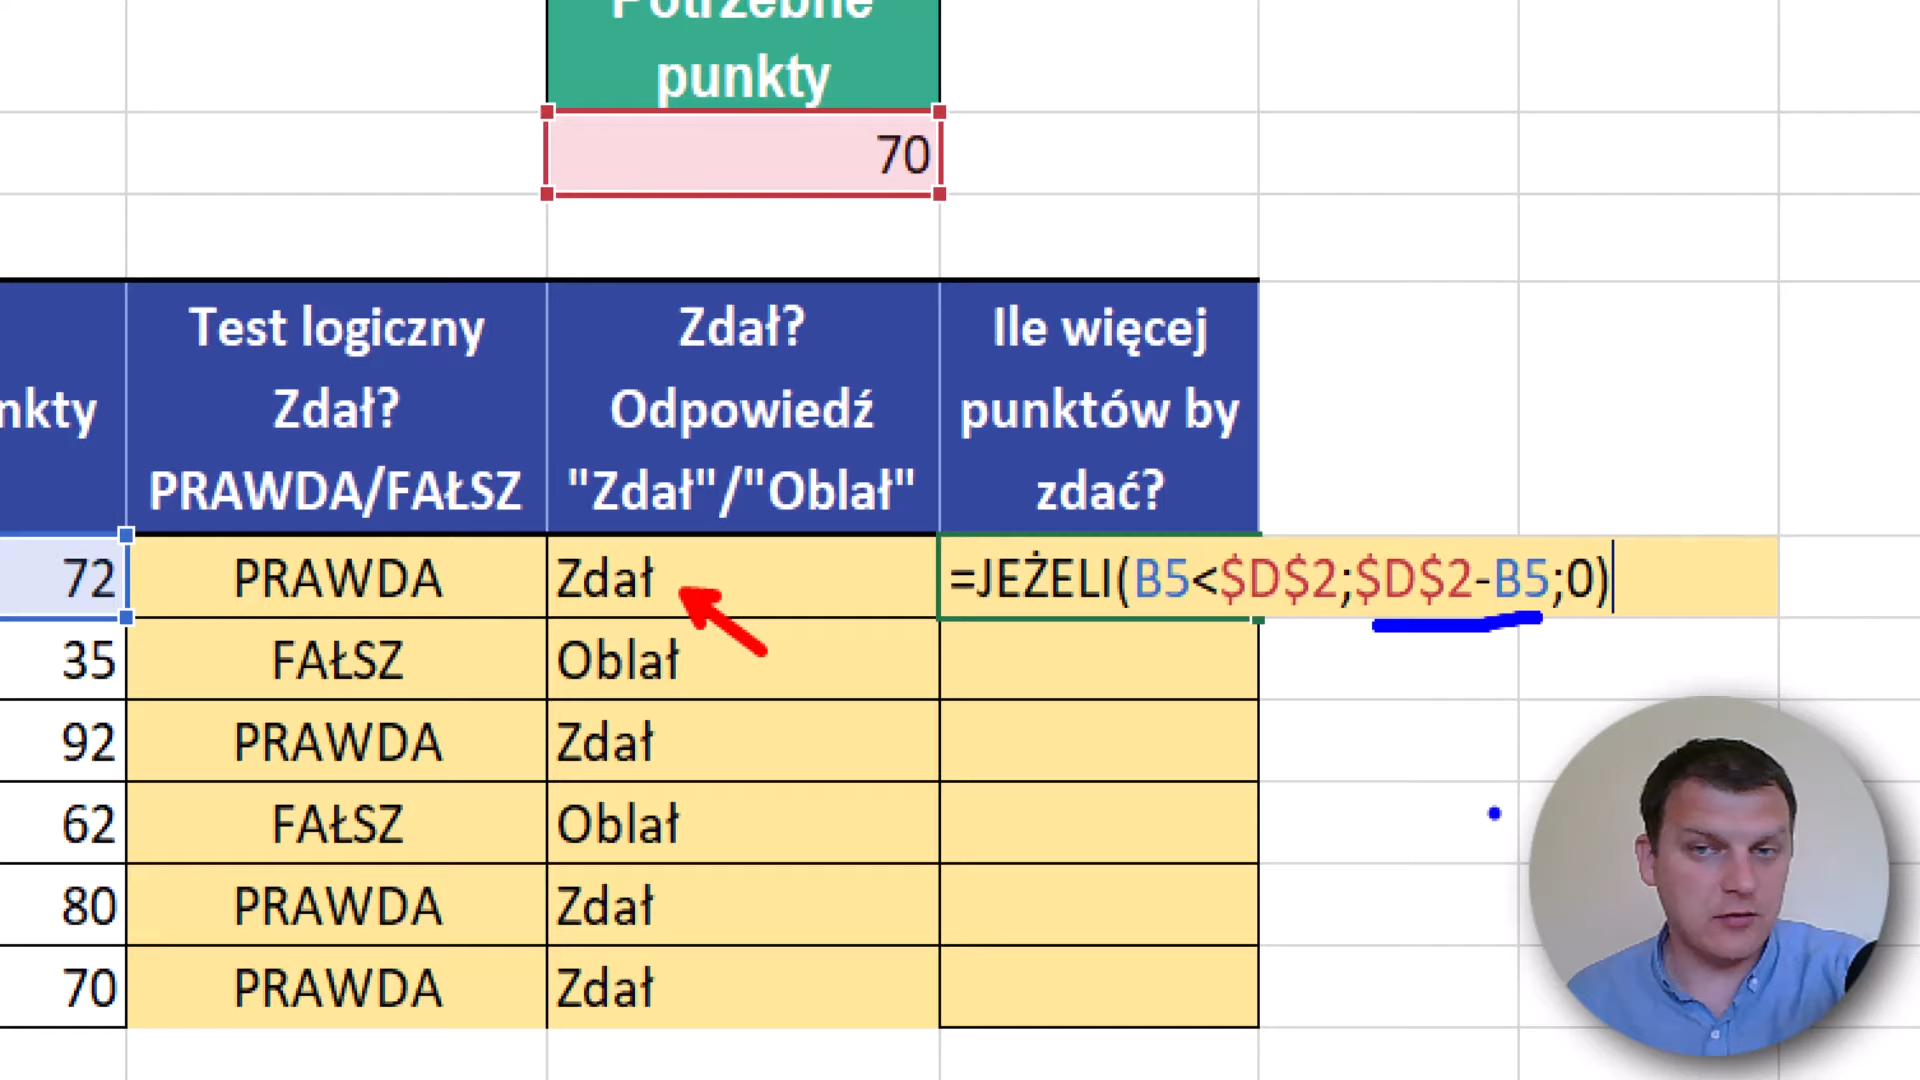 Potrzebne
punkty
70
nkty
Test logiczny
Zdał?
PRAWDA/FAŁSZ
Zdał?
Odpowiedź
"Zdał"/"Oblał"
Ile więcej
punktów by
zdać?
72 PRAWDA Zdał =JEŻELI(B5<$D$2;$D$2-B5;0)
35 FAŁSZ Oblał
92 PRAWDA Zdał
62 FAŁSZ Oblał
80 PRAWDA Zdał
70 PRAWDA Zdał